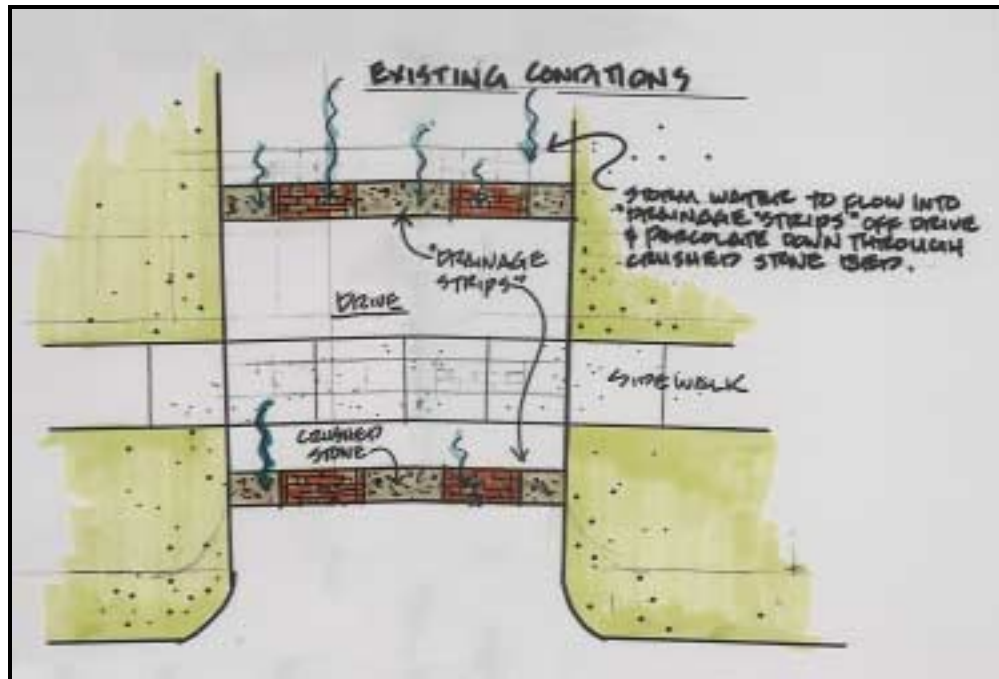 EXISTING CONDITIONS
STORM WATER TO FLOW INTO
"DRAINAGE "STRIPS" OFF DRIVE
& PERCOLATE DOWN THROUGH
CRUSHED STONE BED.
"DRAINAGE
STRIPS"
DRIVE
SIDEWALK
CRUSHED
STONE